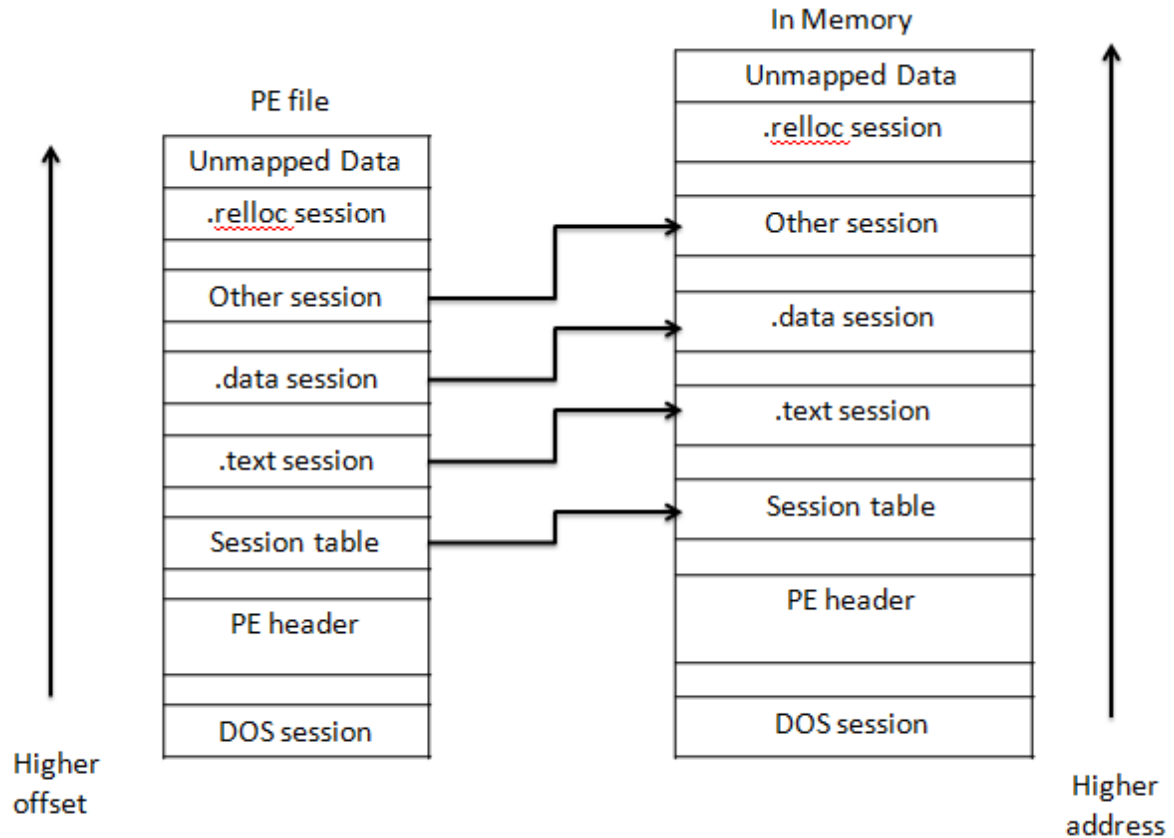 In Memory
PE file
Unmapped Data
.relloc session
Other session
.data session
.text session
Session table
PE header
DOS session
Higher
offset
Unmapped Data
.relloc session
Other session
.data session
.text session
Session table
PE header
DOS session
Higher
address